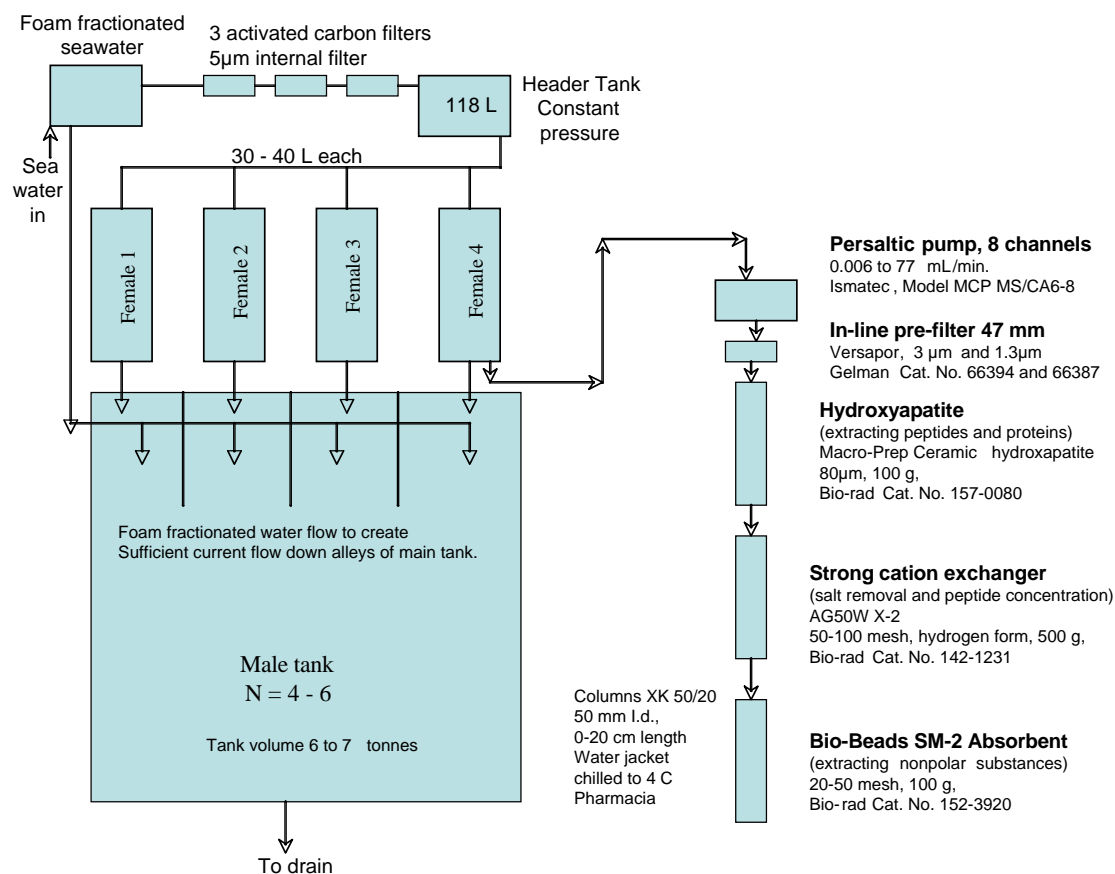 Foam fractionated
seawater
3 activated carbon filters
5µm internal filter
118 L
Header Tank
Constant
pressure
Sea
water
in
30 - 40 L each
Female 1
Female 2
Female 3
Female 4
Foam fractionated water flow to create
Sufficient current flow down alleys of main tank.
Male tank
N = 4 - 6
Tank volume 6 to 7 tonnes
To drain
Persaltic pump, 8 channels
0.006 to 77 mL/min.
Ismatec , Model MCP MS/CA6-8
In-line pre-filter 47 mm
Versapor, 3 µm and 1.3µm
Gelman Cat. No. 66394 and 66387
Hydroxyapatite
(extracting peptides and proteins)
Macro-Prep Ceramic hydroxapatite
80µm, 100 g,
Bio-rad Cat. No. 157-0080
Strong cation exchanger
(salt removal and peptide concentration)
AG50W X-2
50-100 mesh, hydrogen form, 500 g,
Bio-rad Cat. No. 142-1231
Columns XK 50/20
50 mm I.d.,
0-20 cm length
Water jacket
chilled to 4 C
Pharmacia
Bio-Beads SM-2 Absorbent
(extracting nonpolar substances)
20-50 mesh, 100 g,
Bio-rad Cat. No. 152-3920